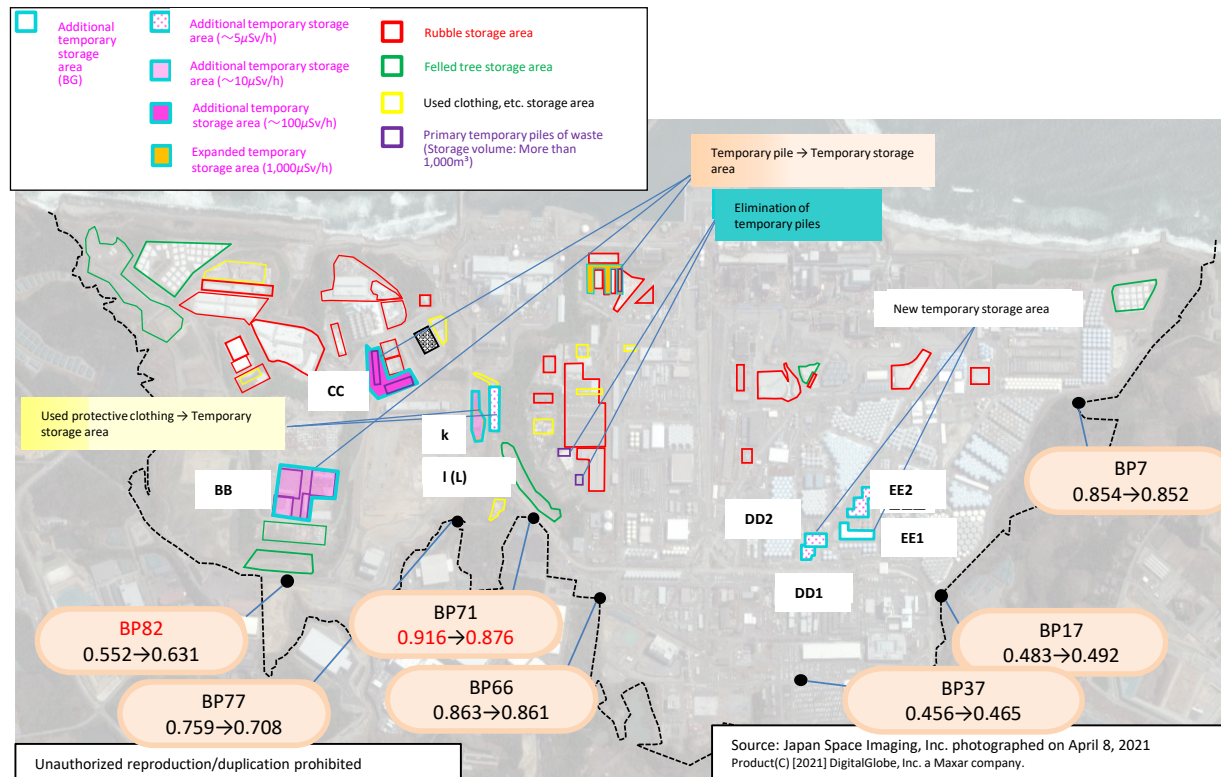 Additional
temporary
storage
area
(BG)
Additional temporary storage
area (～5μSv/h)
Additional temporary storage
area (～10μSv/h)
Additional temporary
storage area (～100μSv/h)
Expanded temporary
storage area (1,000μSv/h)
Rubble storage area
Felled tree storage area
Used clothing, etc. storage area
Primary temporary piles of waste
(Storage volume: More than
1,000m³)
Temporary pile → Temporary storage
area
Elimination of
temporary piles
New temporary storage area
CC
Used protective clothing → Temporary
storage area
k
l (L)
BB
BP7
0.854→0.852
EE2
DD2
EE1
DD1
BP82
0.552→0.631
BP71
0.916→0.876
BP17
0.483→0.492
BP77
0.759→0.708
BP66
0.863→0.861
BP37
0.456→0.465
Unauthorized reproduction/duplication prohibited
Source: Japan Space Imaging, Inc. photographed on April 8, 2021
Product(C) [2021] DigitalGlobe, Inc. a Maxar company.